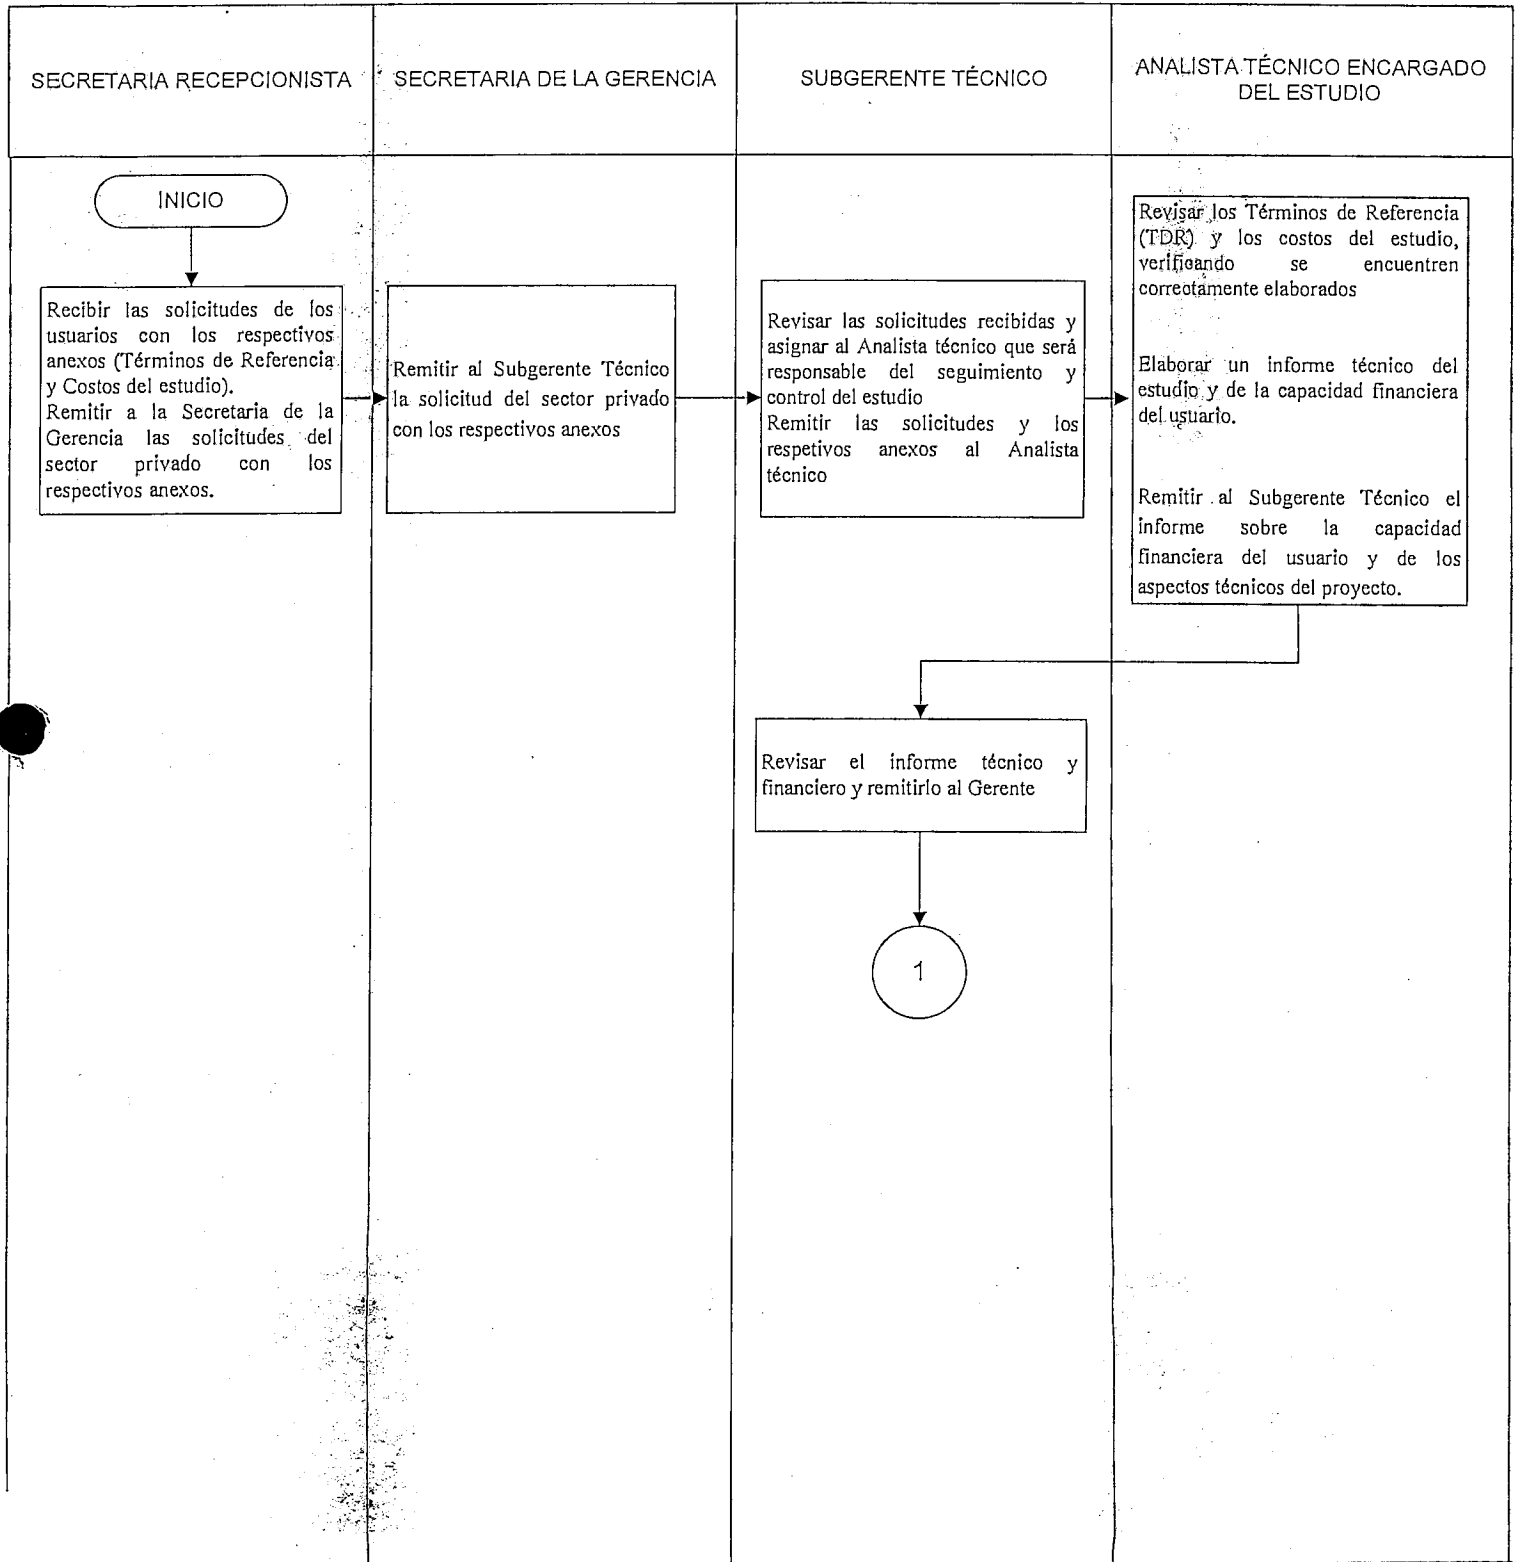 SECRETARIA RECEPCIONISTA
SECRETARIA DE LA GERENCIA
SUBGERENTE TÉCNICO
ANALISTA TÉCNICO ENCARGADO
DEL ESTUDIO
INICIO
Recibir las solicitudes de los
usuarios con los respectivos
anexos (Términos de Referencia
y Costos del estudio).
Remitir a la Secretaria de la
Gerencia las solicitudes del
sector privado con los
respectivos anexos.
Remitir al Subgerente Técnico
la solicitud del sector privado
con los respectivos anexos
Revisar las solicitudes recibidas y
asignar al Analista técnico que será
responsable del seguimiento y
control del estudio
Remitir las solicitudes y los
respetivos anexos al Analista
técnico
Revisar los Términos de Referencia
(TDR) y los costos del estudio,
verificando se encuentren
correctamente elaborados
Elaborar un informe técnico del
estudio y de la capacidad financiera
del usuario.
Remitir al Subgerente Técnico el
informe sobre la capacidad
financiera del usuario y de los
aspectos técnicos del proyecto.
Revisar el informe técnico y
financiero y remitirlo al Gerente
1